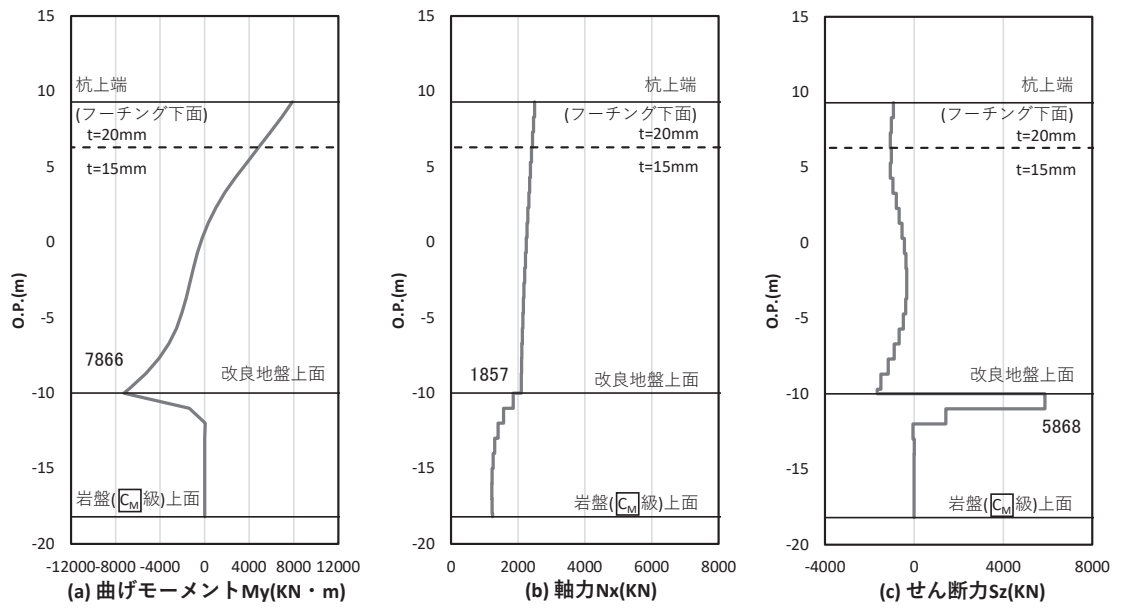 15
10
5
0
-5
-10
-15
-20
O.P.(m)
杭上端
(フーチング下面)
t=20mm
t=15mm
7866
改良地盤上面
岩盤(CM級)上面
-12000 -8000 -4000 0 4000 8000 12000
(a) 曲げモーメントMy(KN・m)
15
10
5
0
-5
-10
-15
-20
O.P.(m)
杭上端
(フーチング下面)
t=20mm
t=15mm
1857
改良地盤上面
岩盤(CM級)上面
0 2000 4000 6000 8000
(b) 軸力Nx(KN)
15
10
5
0
-5
-10
-15
-20
O.P.(m)
杭上端
(フーチング下面)
t=20mm
t=15mm
改良地盤上面
5868
岩盤(CM級)上面
-4000 0 4000 8000
(c) せん断力Sz(KN)